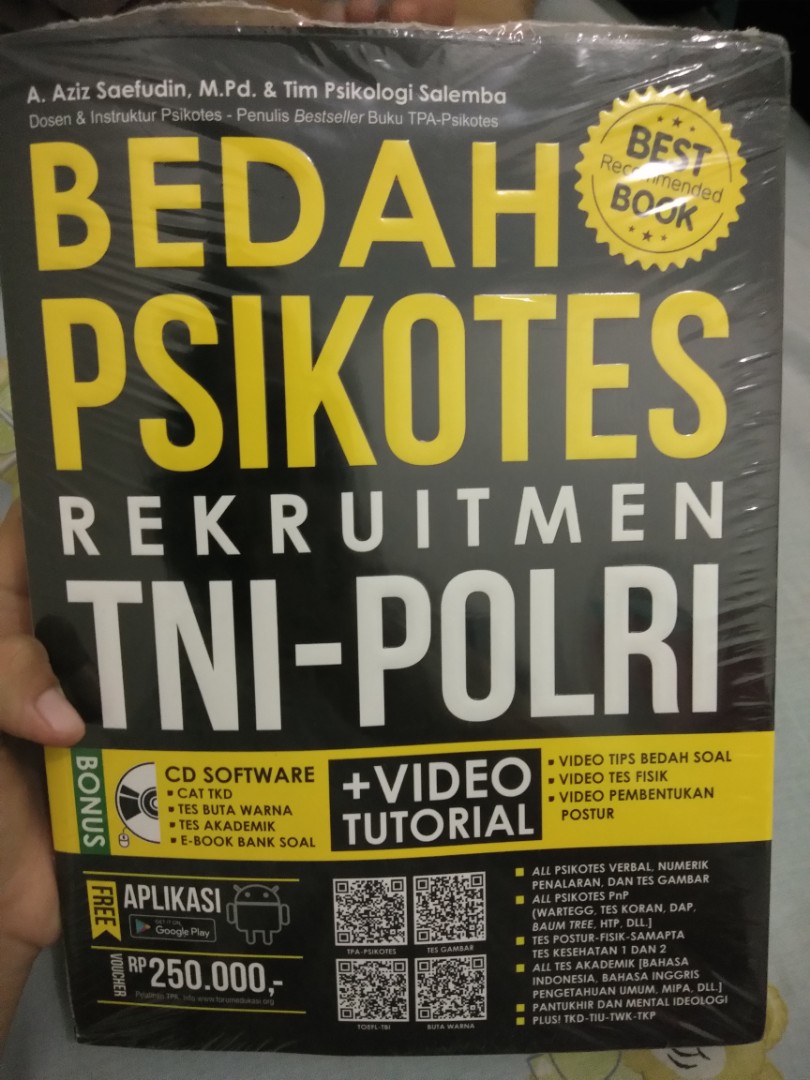 A. Aziz Saefudin, M.Pd. & Tim Psikologi Salemba
Dosen & Instruktur Psikotes - Penulis Bestseller Buku TPA-Psikotes
BEST
Recommended
BOOK
BEDAH
PSIKOTES
REKRUITMEN
TNI-POLRI
BONUS
CD SOFTWARE
▪ CAT TKD
▪ TES BUTA WARNA
▪ TES AKADEMIK
▪ E-BOOK BANK SOAL
+VIDEO
TUTORIAL
▪ VIDEO TIPS BEDAH SOAL
▪ VIDEO TES FISIK
▪ VIDEO PEMBENTUKAN
POSTUR
FREE
APLIKASI
GET IT ON
Google Play
VOUCHER
RP 250.000,-
Pelatihan TPA, info www.forumedukasi.org
TPA-PSIKOTES
TES GAMBAR
TOEFL-TBI
BUTA WARNA
▪ ALL PSIKOTES VERBAL, NUMERIK
PENALARAN, DAN TES GAMBAR
▪ ALL PSIKOTES PnP
(WARTEGG, TES KORAN, DAP,
BAUM TREE, HTP, DLL.]
▪ TES POSTUR-FISIK-SAMAPTA
TES KESEHATAN 1 DAN 2
▪ ALL TES AKADEMIK [BAHASA
INDONESIA, BAHASA INGGRIS
PENGETAHUAN UMUM, MIPA, DLL.]
▪ PANTUKHIR DAN MENTAL IDEOLOGI
▪ PLUS! TKD-TIU-TWK-TKP